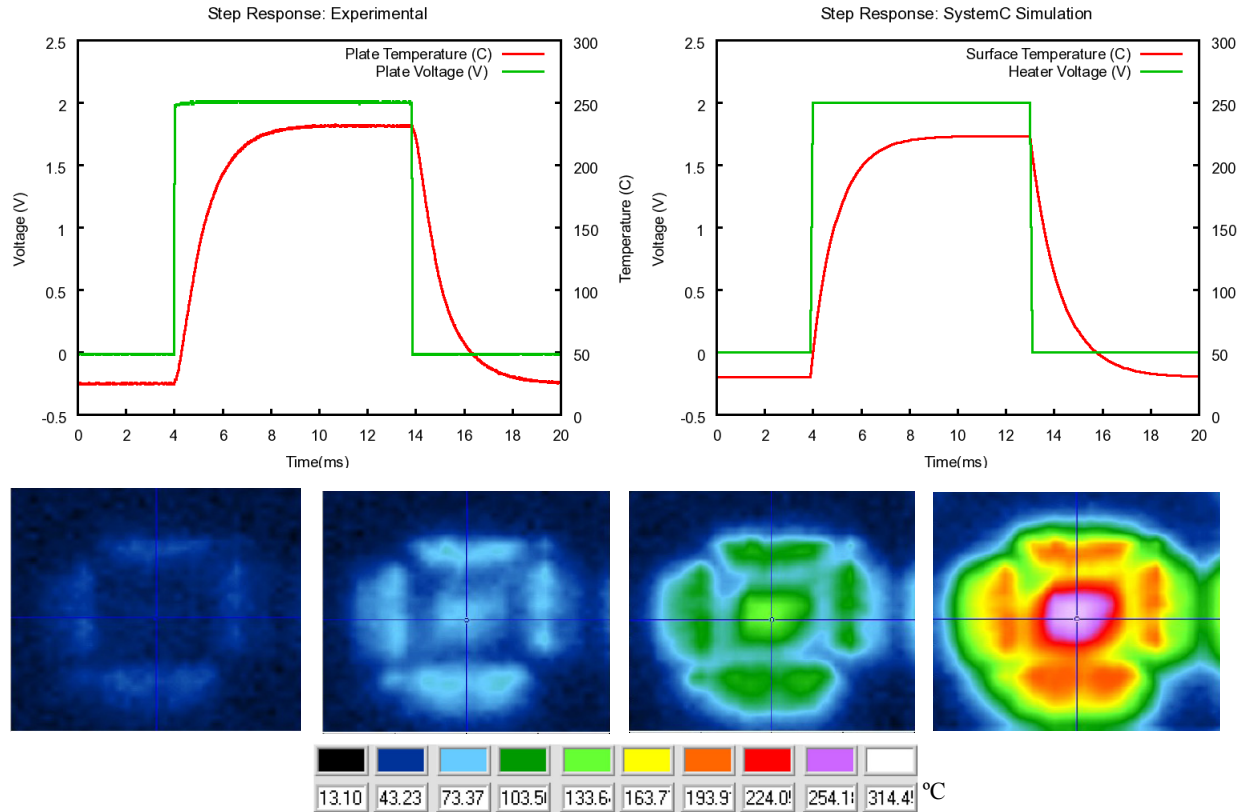 Step Response: Experimental
Plate Temperature (C)
Plate Voltage (V)
2.5
2
1.5
1
0.5
0
-0.5
300
250
200
150
100
50
0
0 2 4 6 8 10 12 14 16 18 20
Voltage (V)
Temperature (C)
Time(ms)
Step Response: SystemC Simulation
Surface Temperature (C)
Heater Voltage (V)
2.5
2
1.5
1
0.5
0
-0.5
300
250
200
150
100
50
0
0 2 4 6 8 10 12 14 16 18 20
Voltage (V)
Time(ms)
13.10 43.23 73.37 103.5 133.6 163.7 193.9 224.0 254.1 314.4 ºC